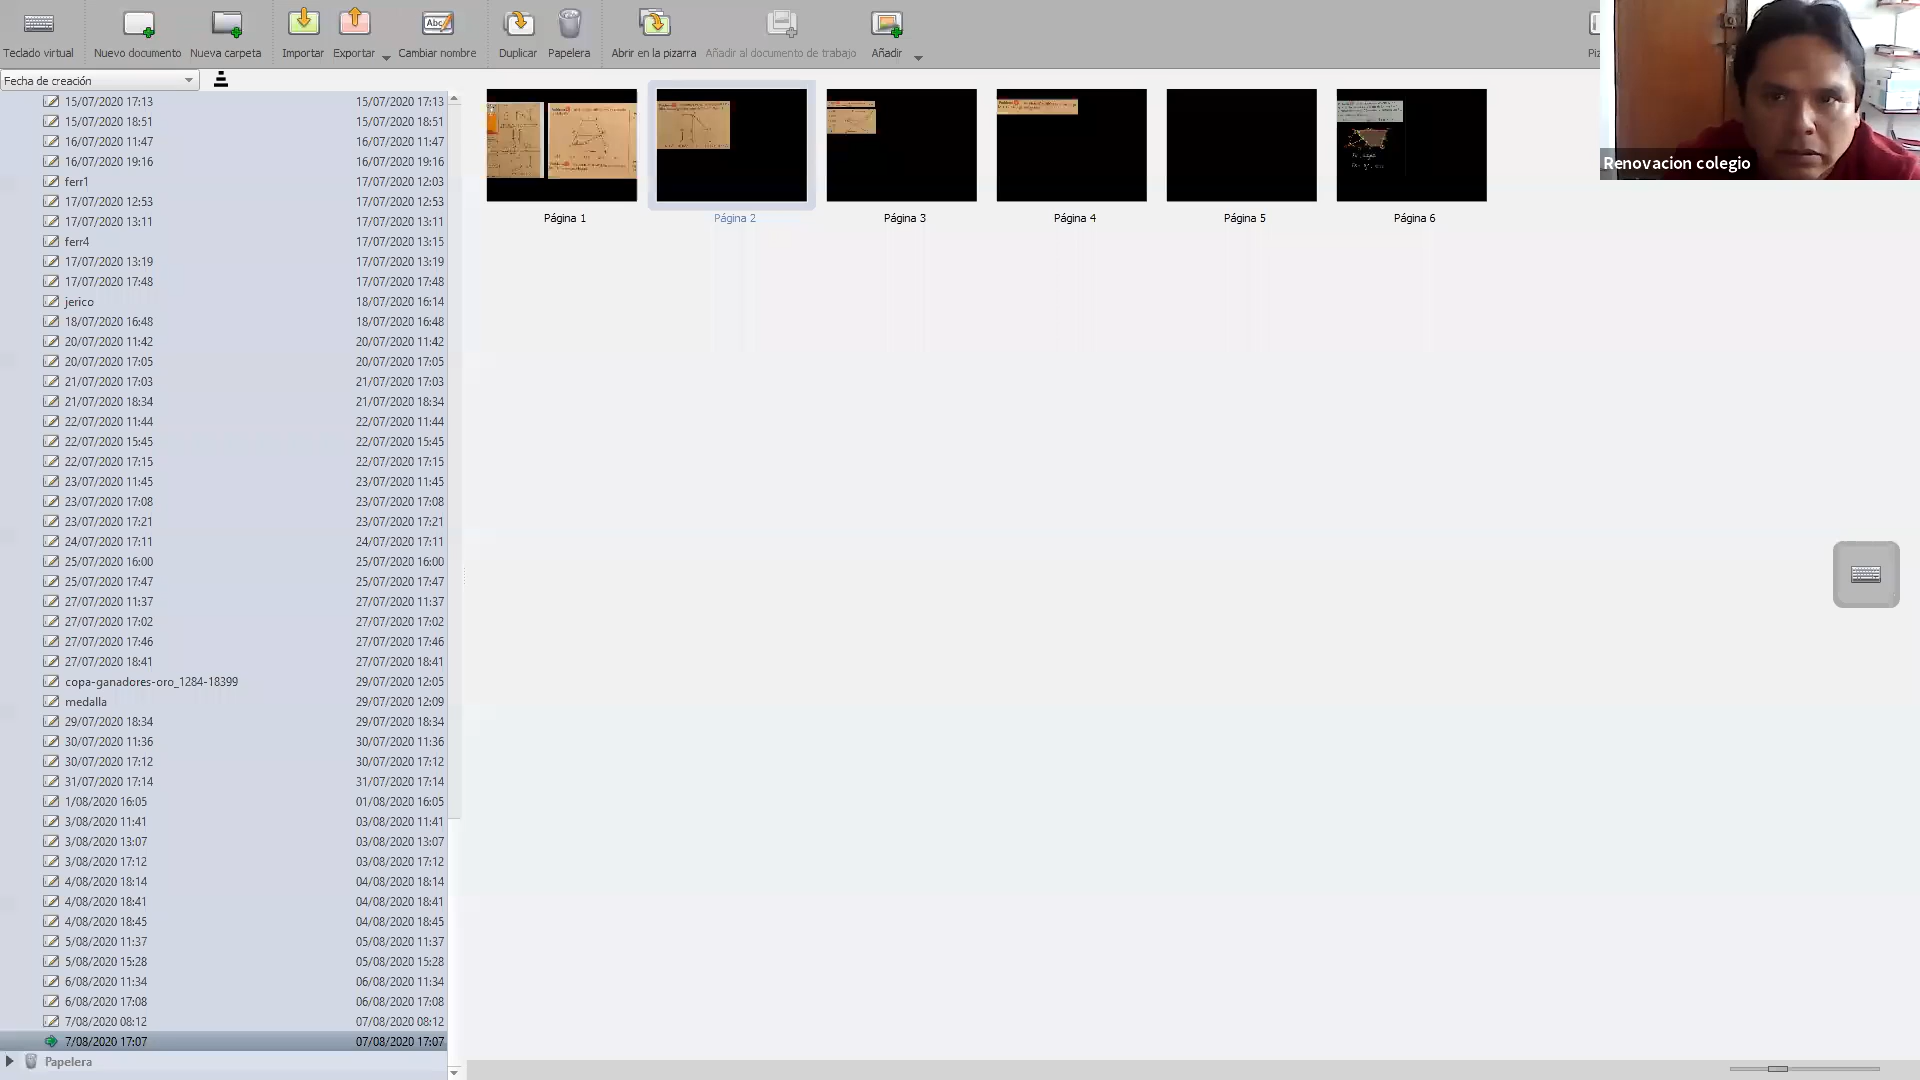 Teclado virtual
Nuevo documento
Nueva carpeta
Importar
Exportar
Cambiar nombre
Duplicar
Papelera
Abrir en la pizarra
Añadir al documento de trabajo
Añadir
Fecha de creación
15/07/2020 17:13 15/07/2020 17:13
15/07/2020 18:51 15/07/2020 18:51
16/07/2020 11:47 16/07/2020 11:47
16/07/2020 19:16 16/07/2020 19:16
ferr1 17/07/2020 12:03
17/07/2020 12:53 17/07/2020 12:53
17/07/2020 13:11 17/07/2020 13:11
ferr4 17/07/2020 13:15
17/07/2020 13:19 17/07/2020 13:19
17/07/2020 17:48 17/07/2020 17:48
jerico 18/07/2020 16:14
18/07/2020 16:48 18/07/2020 16:48
20/07/2020 11:42 20/07/2020 11:42
20/07/2020 17:05 20/07/2020 17:05
21/07/2020 17:03 21/07/2020 17:03
21/07/2020 18:34 21/07/2020 18:34
22/07/2020 11:44 22/07/2020 11:44
22/07/2020 15:45 22/07/2020 15:45
22/07/2020 17:15 22/07/2020 17:15
23/07/2020 11:45 23/07/2020 11:45
23/07/2020 17:08 23/07/2020 17:08
23/07/2020 17:21 23/07/2020 17:21
24/07/2020 17:11 24/07/2020 17:11
25/07/2020 16:00 25/07/2020 16:00
25/07/2020 17:47 25/07/2020 17:47
27/07/2020 11:37 27/07/2020 11:37
27/07/2020 17:02 27/07/2020 17:02
27/07/2020 17:46 27/07/2020 17:46
27/07/2020 18:41 27/07/2020 18:41
copa-ganadores-oro_1284-18399 29/07/2020 12:05
medalla 29/07/2020 12:09
29/07/2020 18:34 29/07/2020 18:34
30/07/2020 11:36 30/07/2020 11:36
30/07/2020 17:12 30/07/2020 17:12
31/07/2020 17:14 31/07/2020 17:14
1/08/2020 16:05 01/08/2020 16:05
3/08/2020 11:41 03/08/2020 11:41
3/08/2020 13:07 03/08/2020 13:07
3/08/2020 17:12 03/08/2020 17:12
4/08/2020 18:14 04/08/2020 18:14
4/08/2020 18:41 04/08/2020 18:41
4/08/2020 18:45 04/08/2020 18:45
5/08/2020 11:37 05/08/2020 11:37
5/08/2020 15:28 05/08/2020 15:28
6/08/2020 11:34 06/08/2020 11:34
6/08/2020 17:08 06/08/2020 17:08
7/08/2020 08:12 07/08/2020 08:12
7/08/2020 17:07 07/08/2020 17:07
Papelera
Página 1
Página 2
Página 3
Página 4
Página 5
Página 6
Renovacion colegio